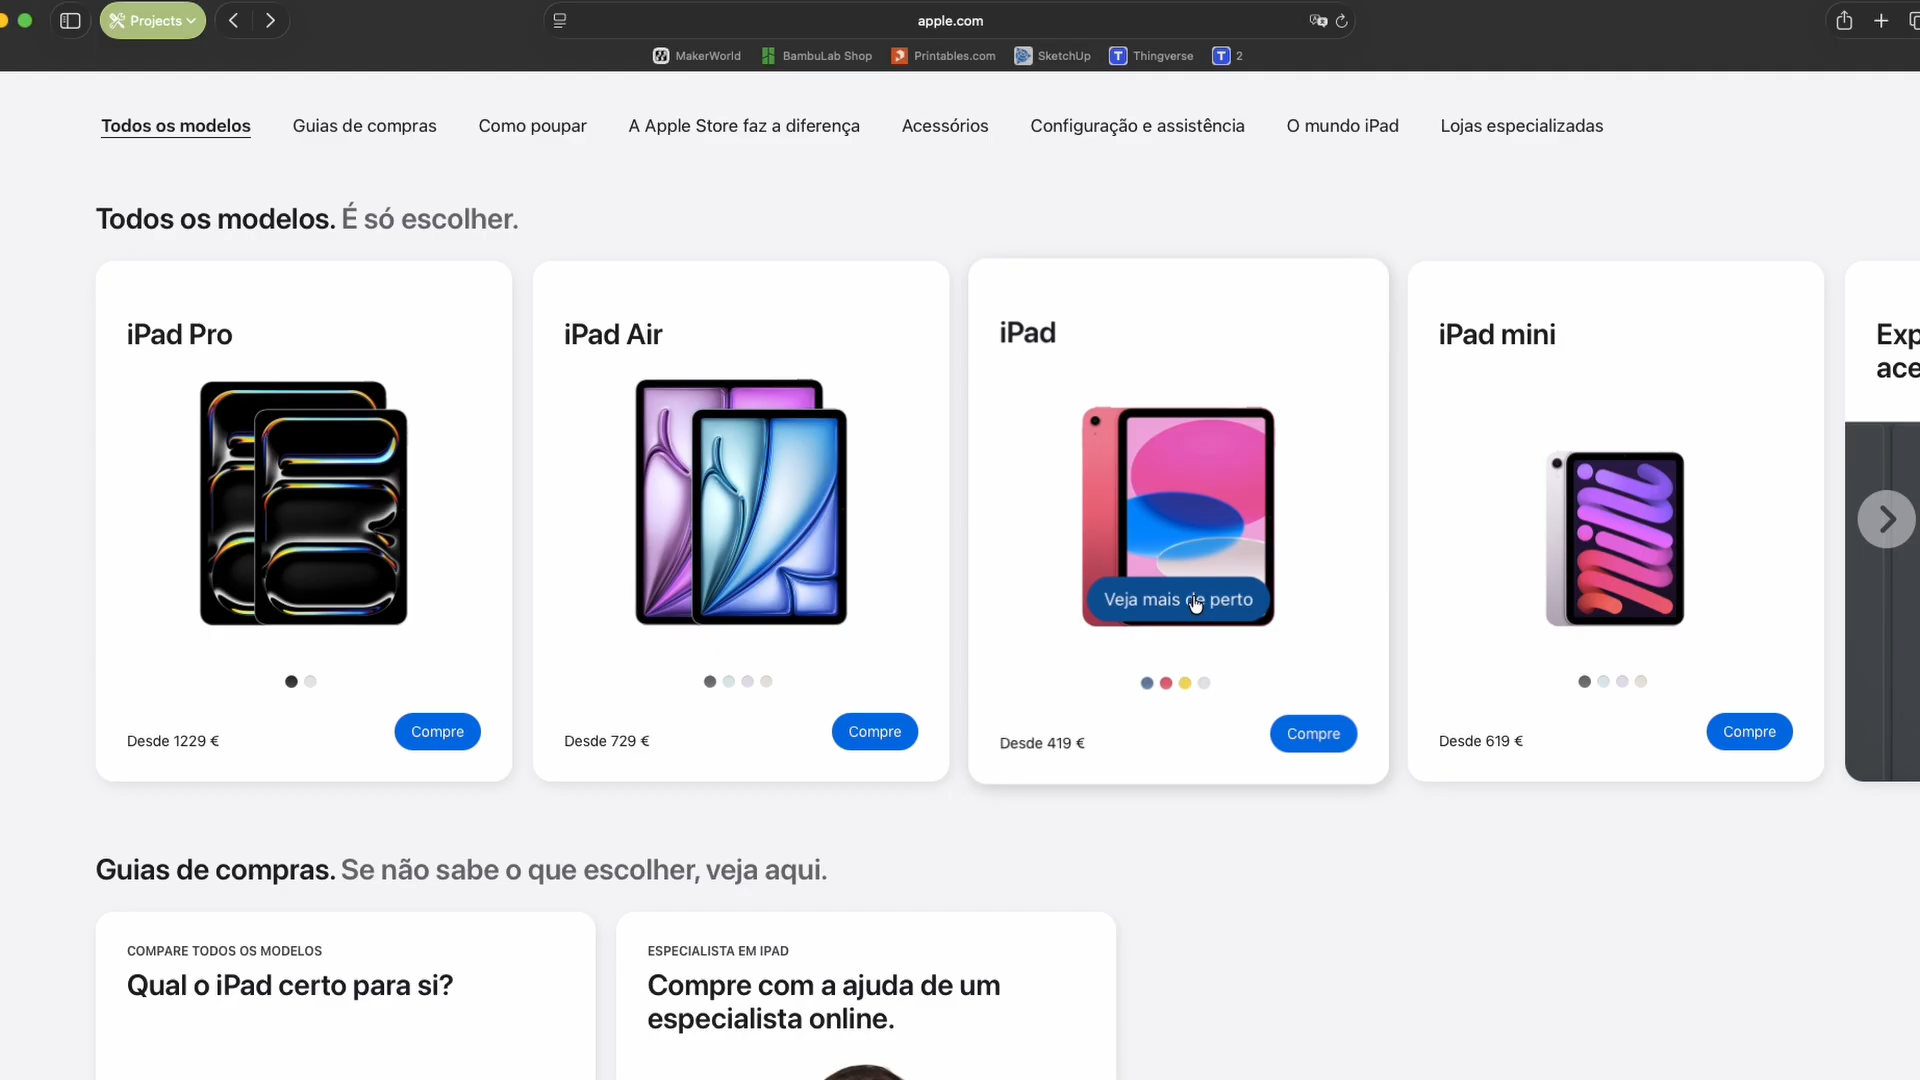 Projects
apple.com
MakerWorld
BambuLab Shop
Printables.com
SketchUp
T Thingverse
T 2
Todos os modelos
Guias de compras
Como poupar
A Apple Store faz a diferença
Acessórios
Configuração e assistência
O mundo iPad
Lojas especializadas
Todos os modelos. É só escolher.
iPad Pro
Desde 1229 €
Compre
iPad Air
Desde 729 €
Compre
iPad
Veja mais de perto
Desde 419 €
Compre
iPad mini
Desde 619 €
Compre
Exp
ace
Guias de compras. Se não sabe o que escolher, veja aqui.
COMPARE TODOS OS MODELOS
Qual o iPad certo para si?
ESPECIALISTA EM IPAD
Compre com a ajuda de um
especialista online.